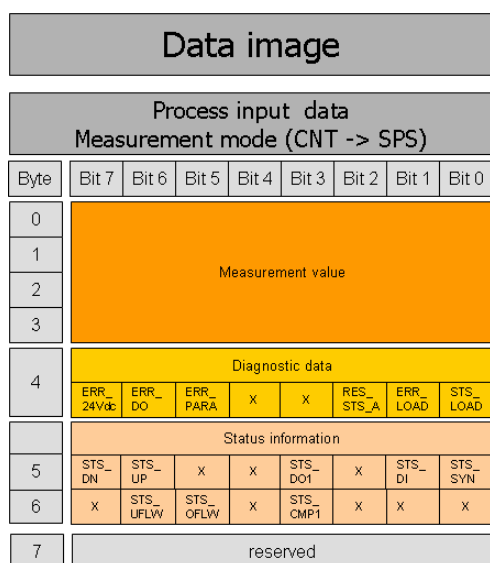 Data image
Process input data
Measurement mode (CNT -> SPS)
Byte Bit 7 Bit 6 Bit 5 Bit 4 Bit 3 Bit 2 Bit 1 Bit 0
0
1
2
3
Measurement value
4
Diagnostic data
ERR_ 24Vdc ERR_ DO ERR_ PARA X X RES_ STS_A ERR_ LOAD STS_ LOAD
Status information
5 STS_ DN STS_ UP X X STS_ DO1 X STS_ DI STS_ SYN
6 X STS_ UFLW STS_ OFLW X STS_ CMP1 X X X
7 reserved